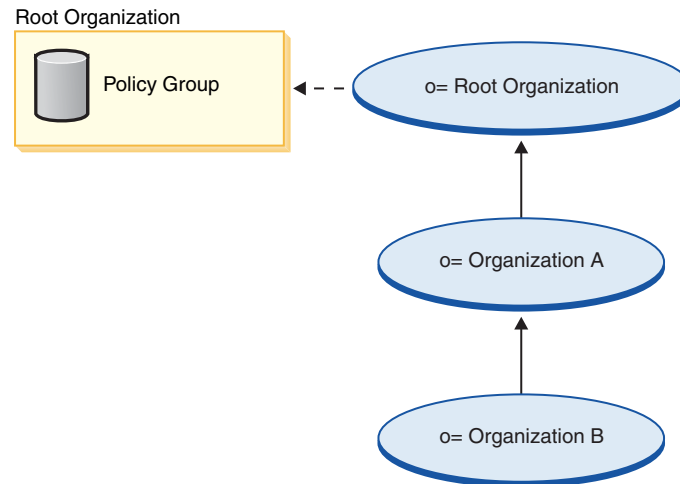 Root Organization
Policy Group
o= Root Organization
o= Organization A
o= Organization B